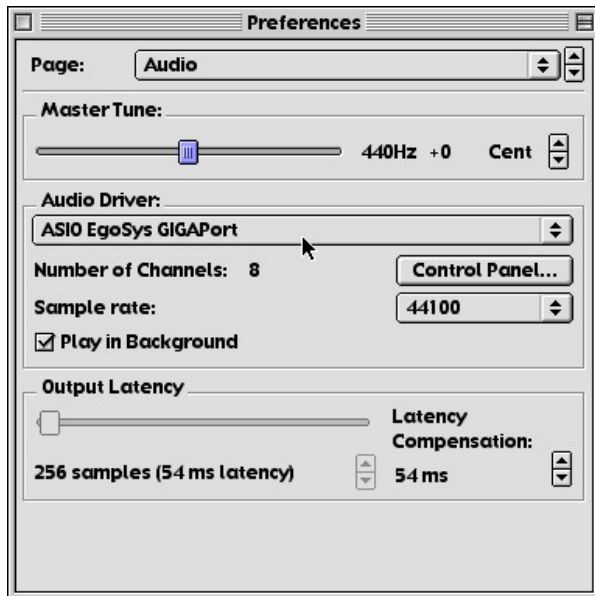 Preferences
Page: Audio
Master Tune:
440Hz +0 Cent
Audio Driver:
ASIO EgoSys GIGAPort
Number of Channels: 8 Control Panel...
Sample rate: 44100
Play in Background
Output Latency
Latency
Compensation:
256 samples (54 ms latency) 54 ms